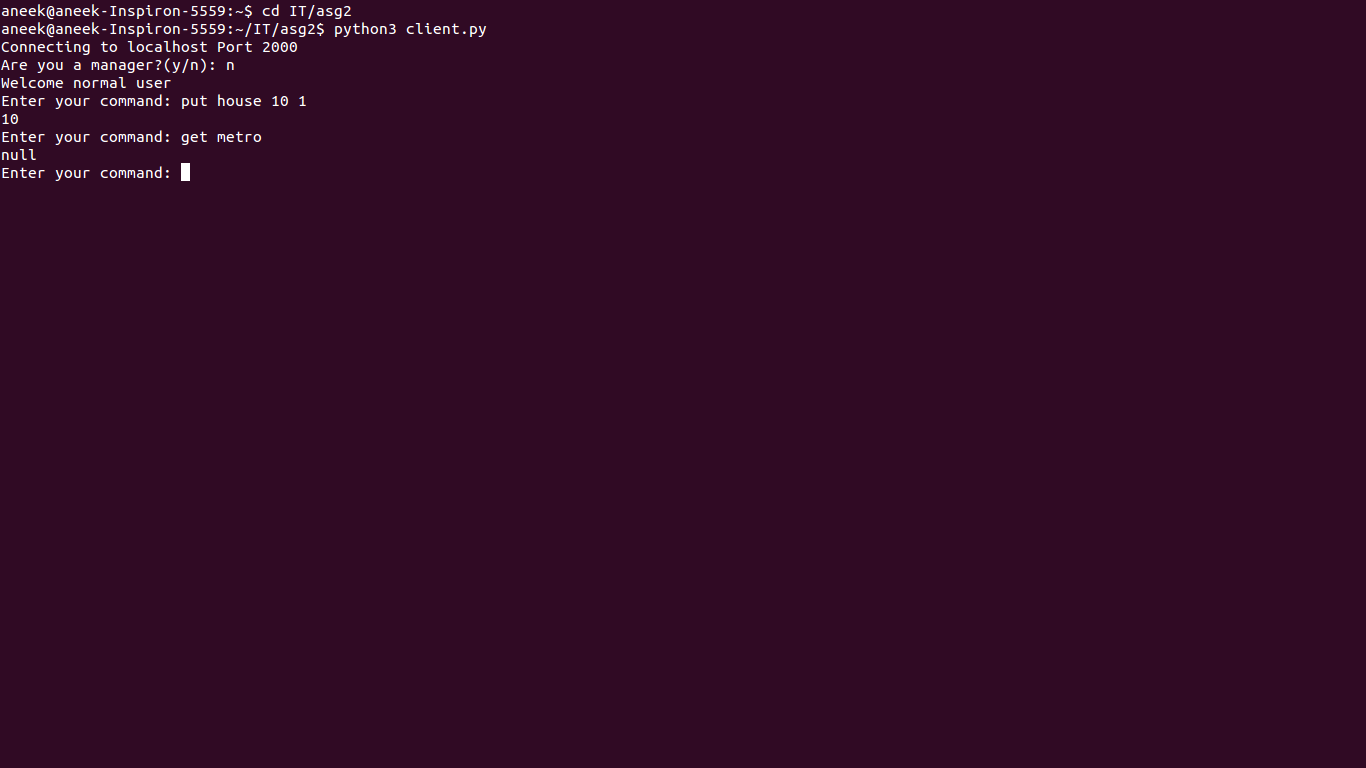 aneek@aneek-Inspiron-5559:~$ cd IT/asg2
aneek@aneek-Inspiron-5559:~/IT/asg2$ python3 client.py
Connecting to localhost Port 2000
Are you a manager?(y/n): n
Welcome normal user
Enter your command: put house 10 1
10
Enter your command: get metro
null
Enter your command: